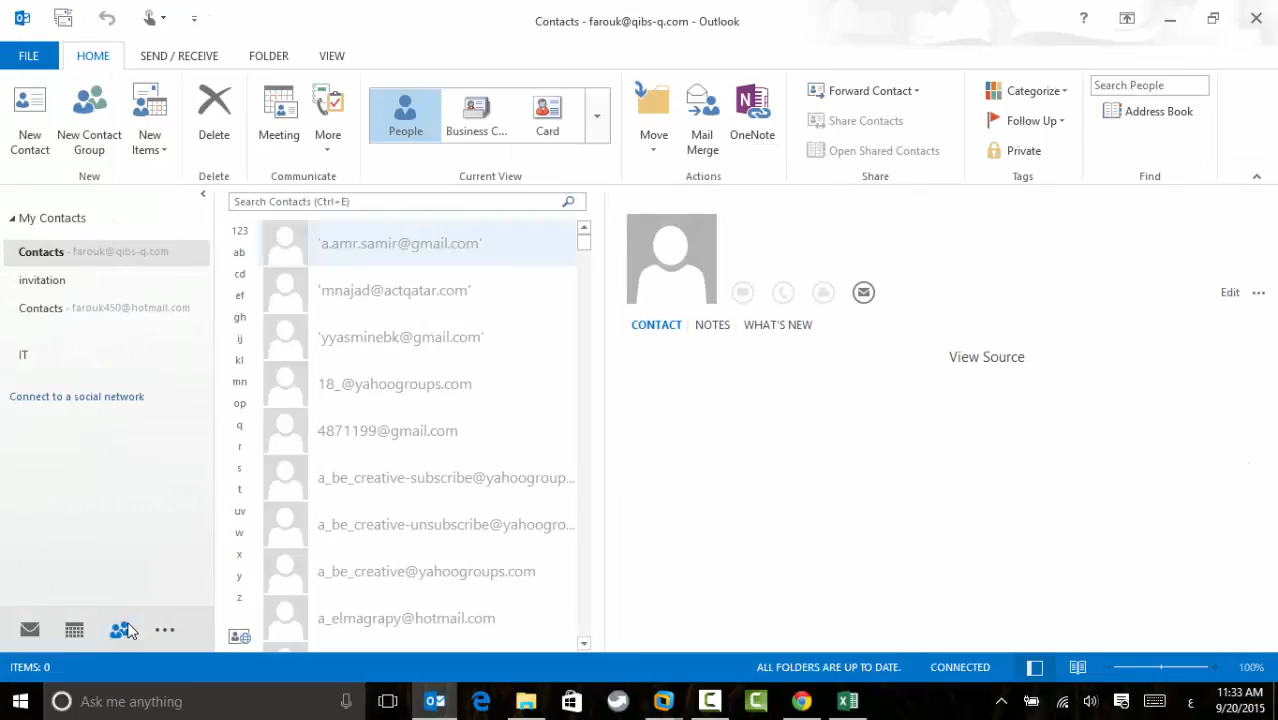 Contacts - farouk@qibs-q.com - Outlook
FILE
HOME
SEND / RECEIVE
FOLDER
VIEW
New Contact
New Contact Group
New Items
New
Delete
Delete
Meeting
More
Communicate
People
Business C...
Card
Current View
Move
Mail Merge
OneNote
Actions
Forward Contact
Share Contacts
Open Shared Contacts
Share
Categorize
Follow Up
Private
Tags
Search People
Address Book
Find
My Contacts
Contacts - farouk@qibs-q.com
invitation
Contacts - farouk450@hotmail.com
IT
Connect to a social network
Search Contacts (Ctrl+E)
123
ab
cd
ef
gh
ij
kl
mn
op
q
r
s
t
uv
w
x
y
z
'a.amr.samir@gmail.com'
'mnajad@actqatar.com'
'yyasminebk@gmail.com'
18_@yahoogroups.com
4871199@gmail.com
a_be_creative-subscribe@yahoogroup...
a_be_creative-unsubscribe@yahoogro...
a_be_creative@yahoogroups.com
a_elmagrapy@hotmail.com
Edit
CONTACT
NOTES
WHAT'S NEW
View Source
ITEMS: 0
ALL FOLDERS ARE UP TO DATE.
CONNECTED
100%
Ask me anything
ع
11:33 AM
9/20/2015